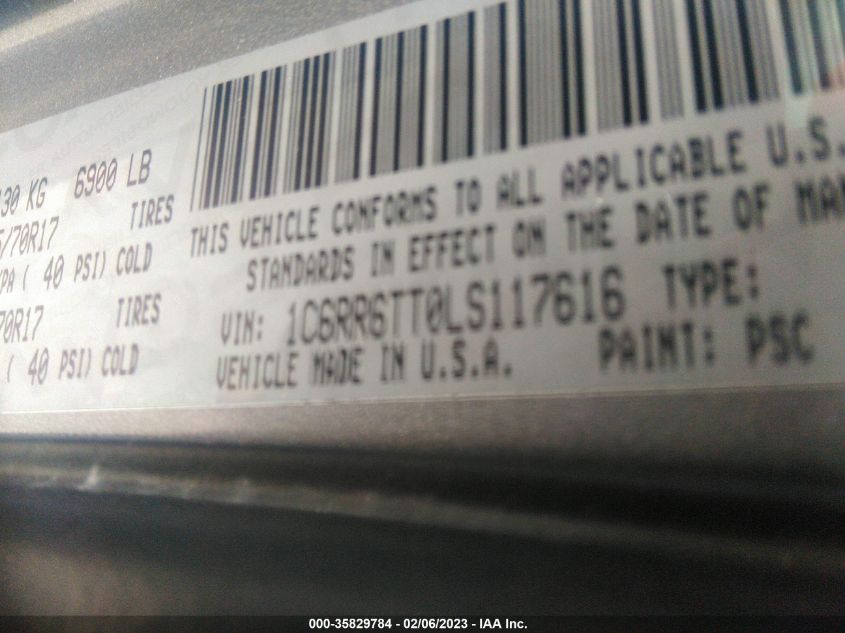 130 KG 6900 LB
/70R17 TIRES
PA ( 40 PSI) COLD
70R17 TIRES
( 40 PSI) COLD
THIS VEHICLE CONFORMS TO ALL APPLICABLE U.S.
STANDARDS IN EFFECT ON THE DATE OF MAN
VIN: 1C6RR6TT0LS117616 TYPE:
VEHICLE MADE IN U.S.A. PAINT: PSC
000-35829784 - 02/06/2023 - IAA Inc.